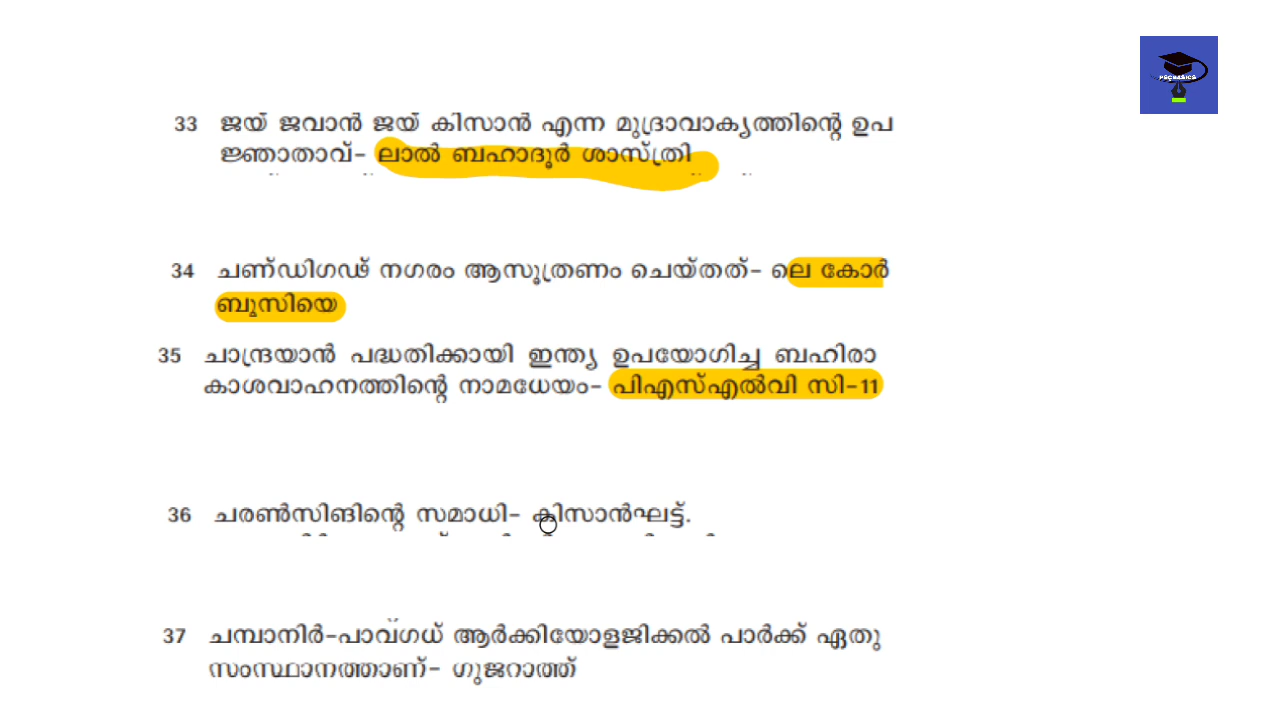 PSCBASICS
33 ജയ് ജവാൻ ജയ് കിസാൻ എന്ന മുദ്രാവാക്യത്തിന്റെ ഉപ
ജ്ഞാതാവ്- ലാൽ ബഹാദൂർ ശാസ്ത്രി
34 ചണ്ഡിഗഢ് നഗരം ആസൂത്രണം ചെയ്തത്- ലെ കോർ
ബൂസിയെ
35 ചാന്ദ്രയാൻ പദ്ധതിക്കായി ഇന്ത്യ ഉപയോഗിച്ച ബഹിരാ
കാശവാഹനത്തിന്റെ നാമധേയം- പിഎസ്എൽവി സി-11
36 ചരൺസിങിന്റെ സമാധി- കിസാൻഘട്ട്.
37 ചമ്പാനിർ-പാവ്ഗധ് ആർക്കിയോളജിക്കൽ പാർക്ക് ഏതു
സംസ്ഥാനത്താണ്- ഗുജറാത്ത്